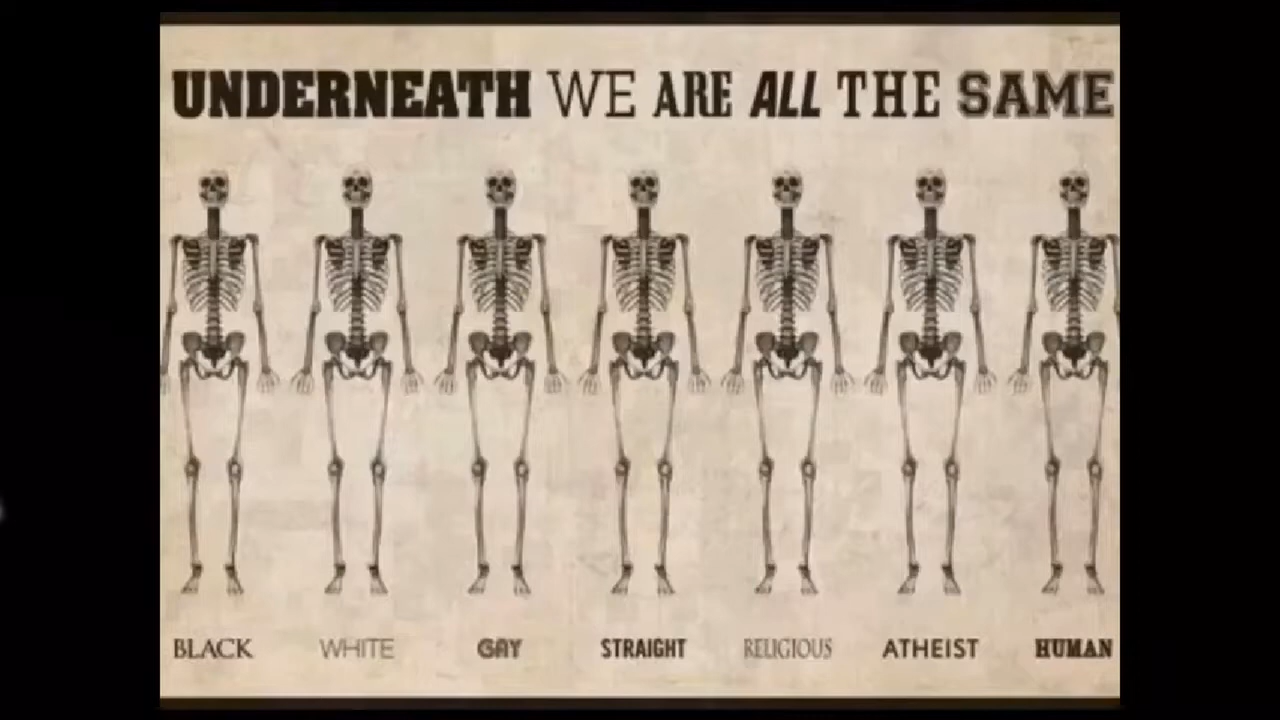 UNDERNEATH WE ARE ALL THE SAME
BLACK WHITE GAY STRAIGHT RELIGIOUS ATHEIST HUMAN